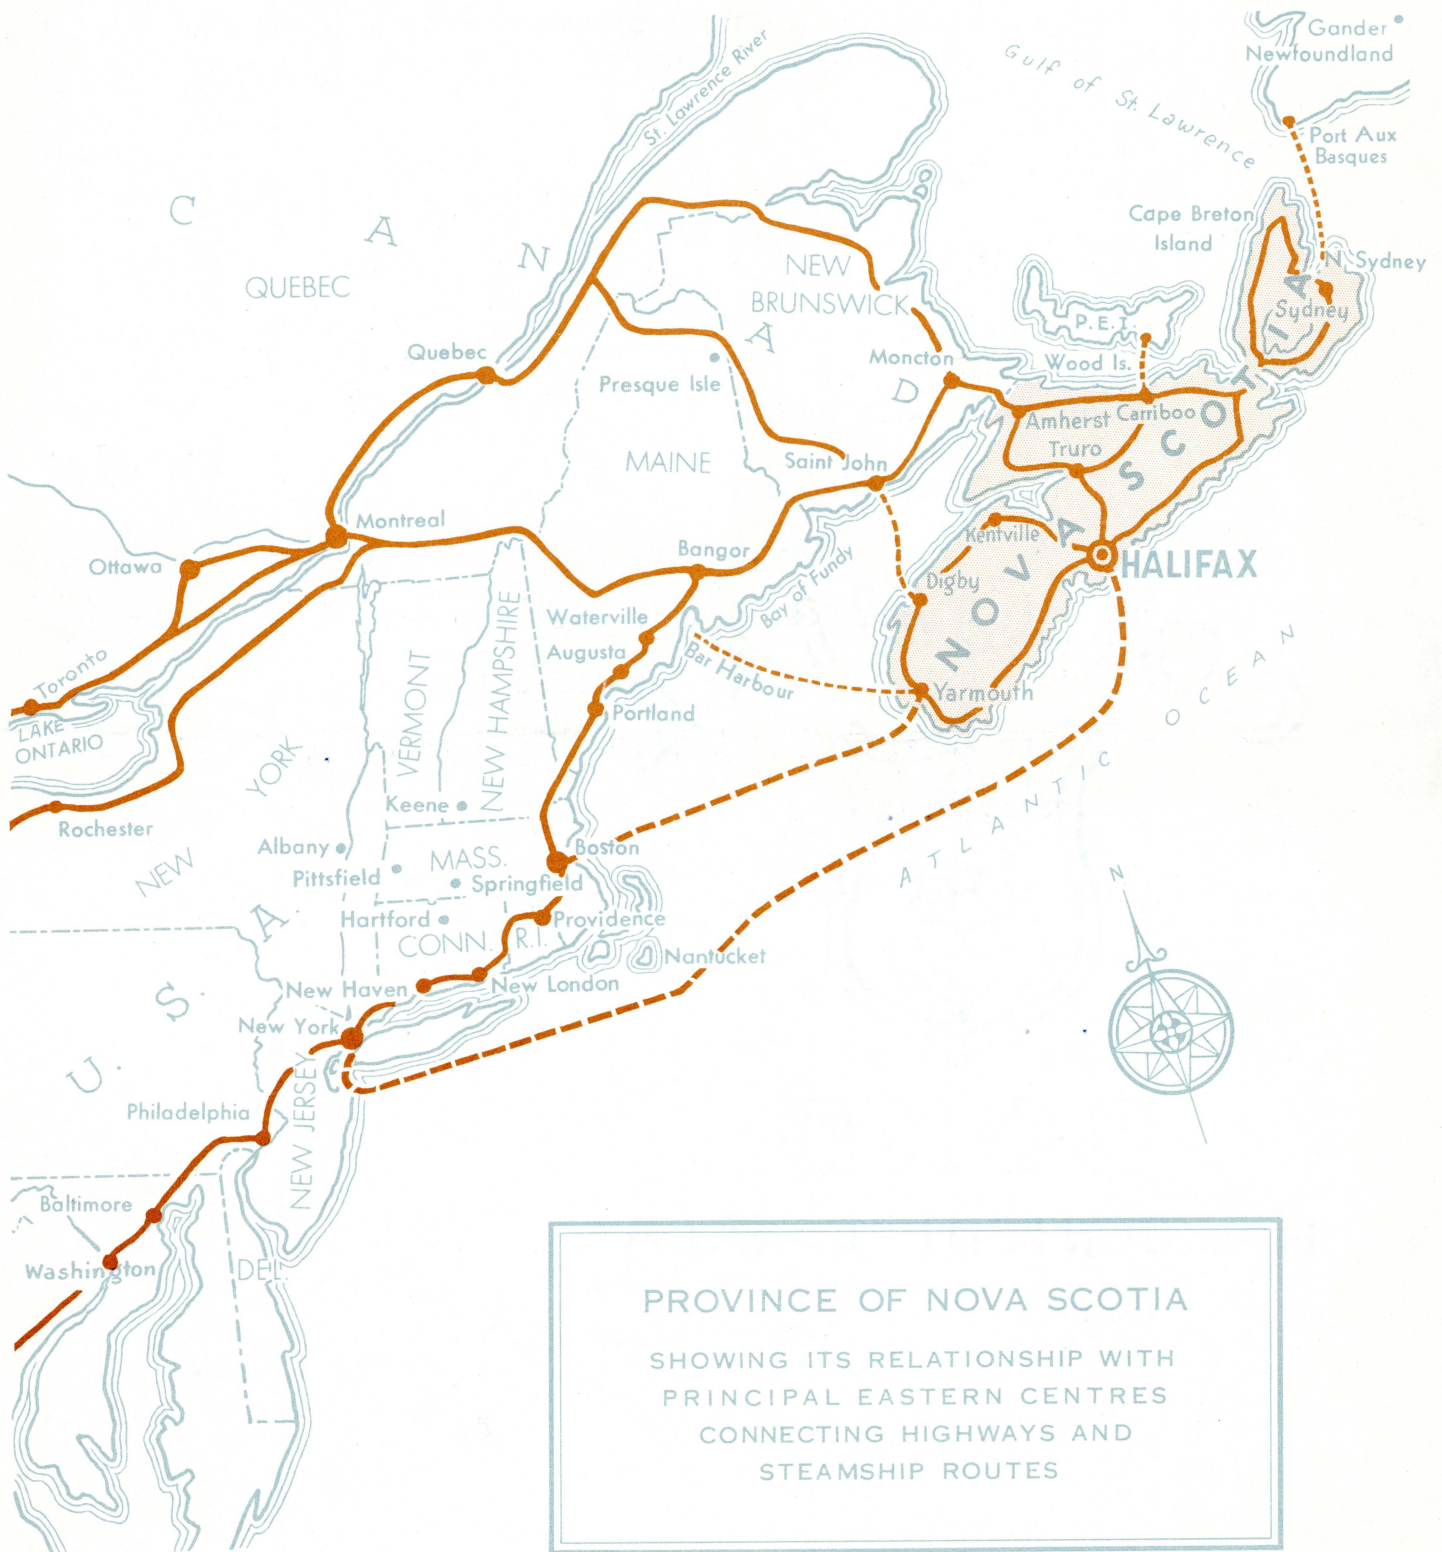 Gander
Newfoundland
Gulf of St. Lawrence
St. Lawrence River
Port Aux
Basques
CANADA
Cape Breton
Island
QUEBEC
NEW
BRUNSWICK
N. Sydney
Sydney
P.E.I.
Wood Is.
Quebec
Moncton
Presque Isle
Amherst
Carriboo
Truro
NOVA SCOTIA
MAINE
Saint John
Montreal
Kentville
Ottawa
Bangor
Bay of Fundy
Digby
HALIFAX
Waterville
Augusta
Bar Harbour
Yarmouth
Toronto
Portland
LAKE
ONTARIO
VERMONT
NEW HAMPSHIRE
ATLANTIC OCEAN
NEW YORK
Keene
Rochester
Albany
Boston
MASS.
Pittsfield
Springfield
Hartford
Providence
CONN.
R.I.
Nantucket
N
New Haven
New London
U.S.A.
New York
NEW JERSEY
Philadelphia
Baltimore
Washington
DEL.
PROVINCE OF NOVA SCOTIA
SHOWING ITS RELATIONSHIP WITH
PRINCIPAL EASTERN CENTRES
CONNECTING HIGHWAYS AND
STEAMSHIP ROUTES